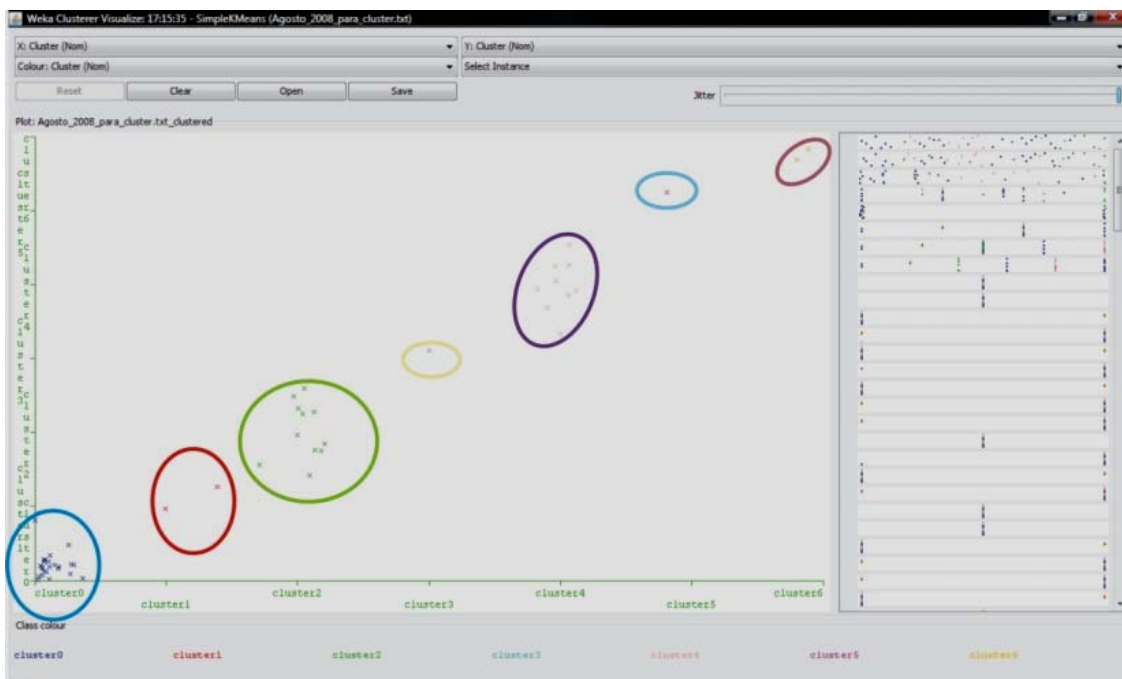 Weka Clusterer Visualize: 17:15:35 - SimpleKMeans (Agosto_2008_para_cluster.txt)
X: Cluster (Nom)
Y: Cluster (Nom)
Colour: Cluster (Nom)
Select Instance
Reset
Clear
Open
Save
Jitter
Plot: Agosto_2008_para_cluster.txt_clustered
cluster0
cluster1
cluster2
cluster3
cluster4
cluster5
cluster6
Class colour
cluster0
cluster1
cluster2
cluster3
cluster4
cluster5
cluster6